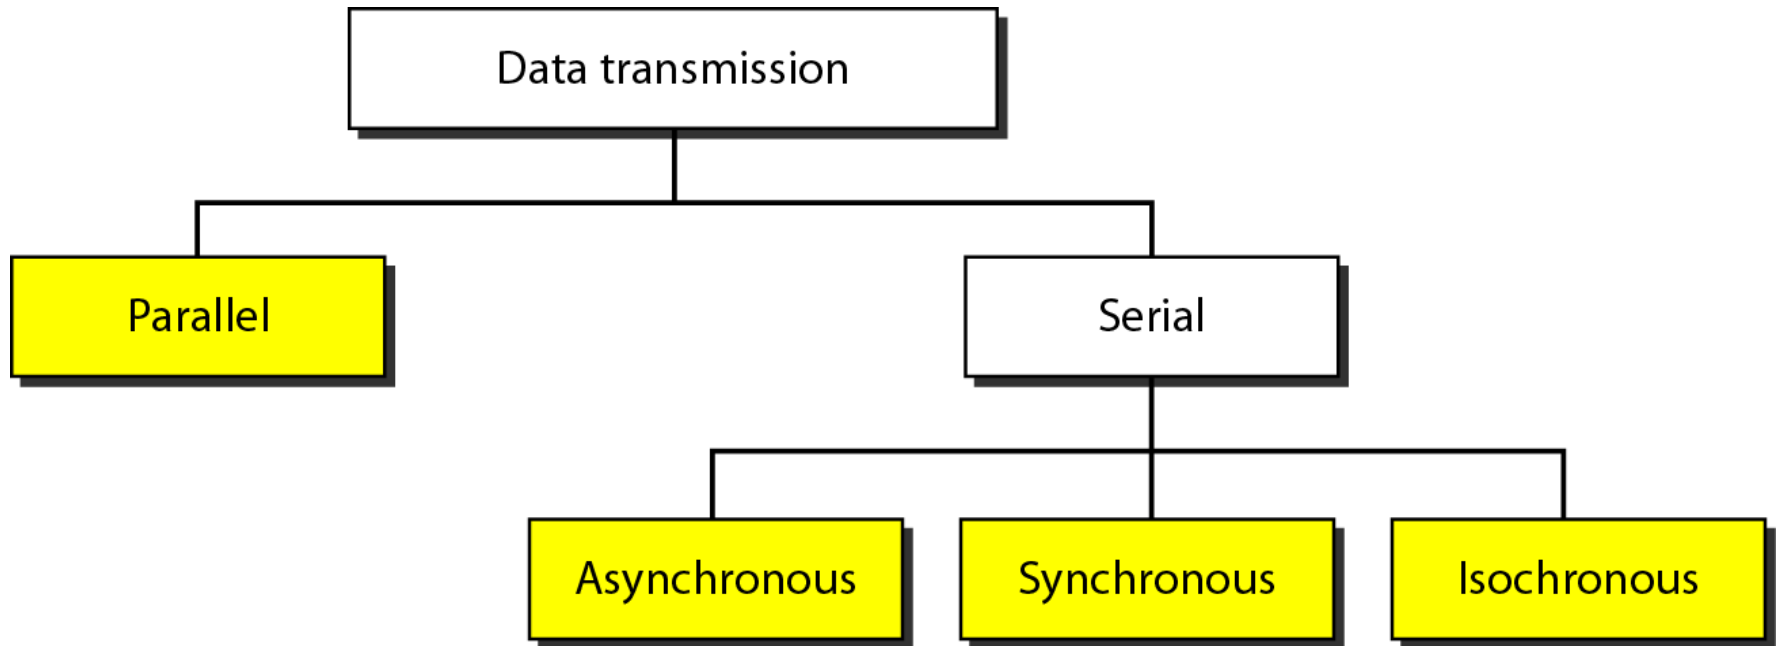 Data transmission
Parallel
Serial
Asynchronous
Synchronous
Isochronous